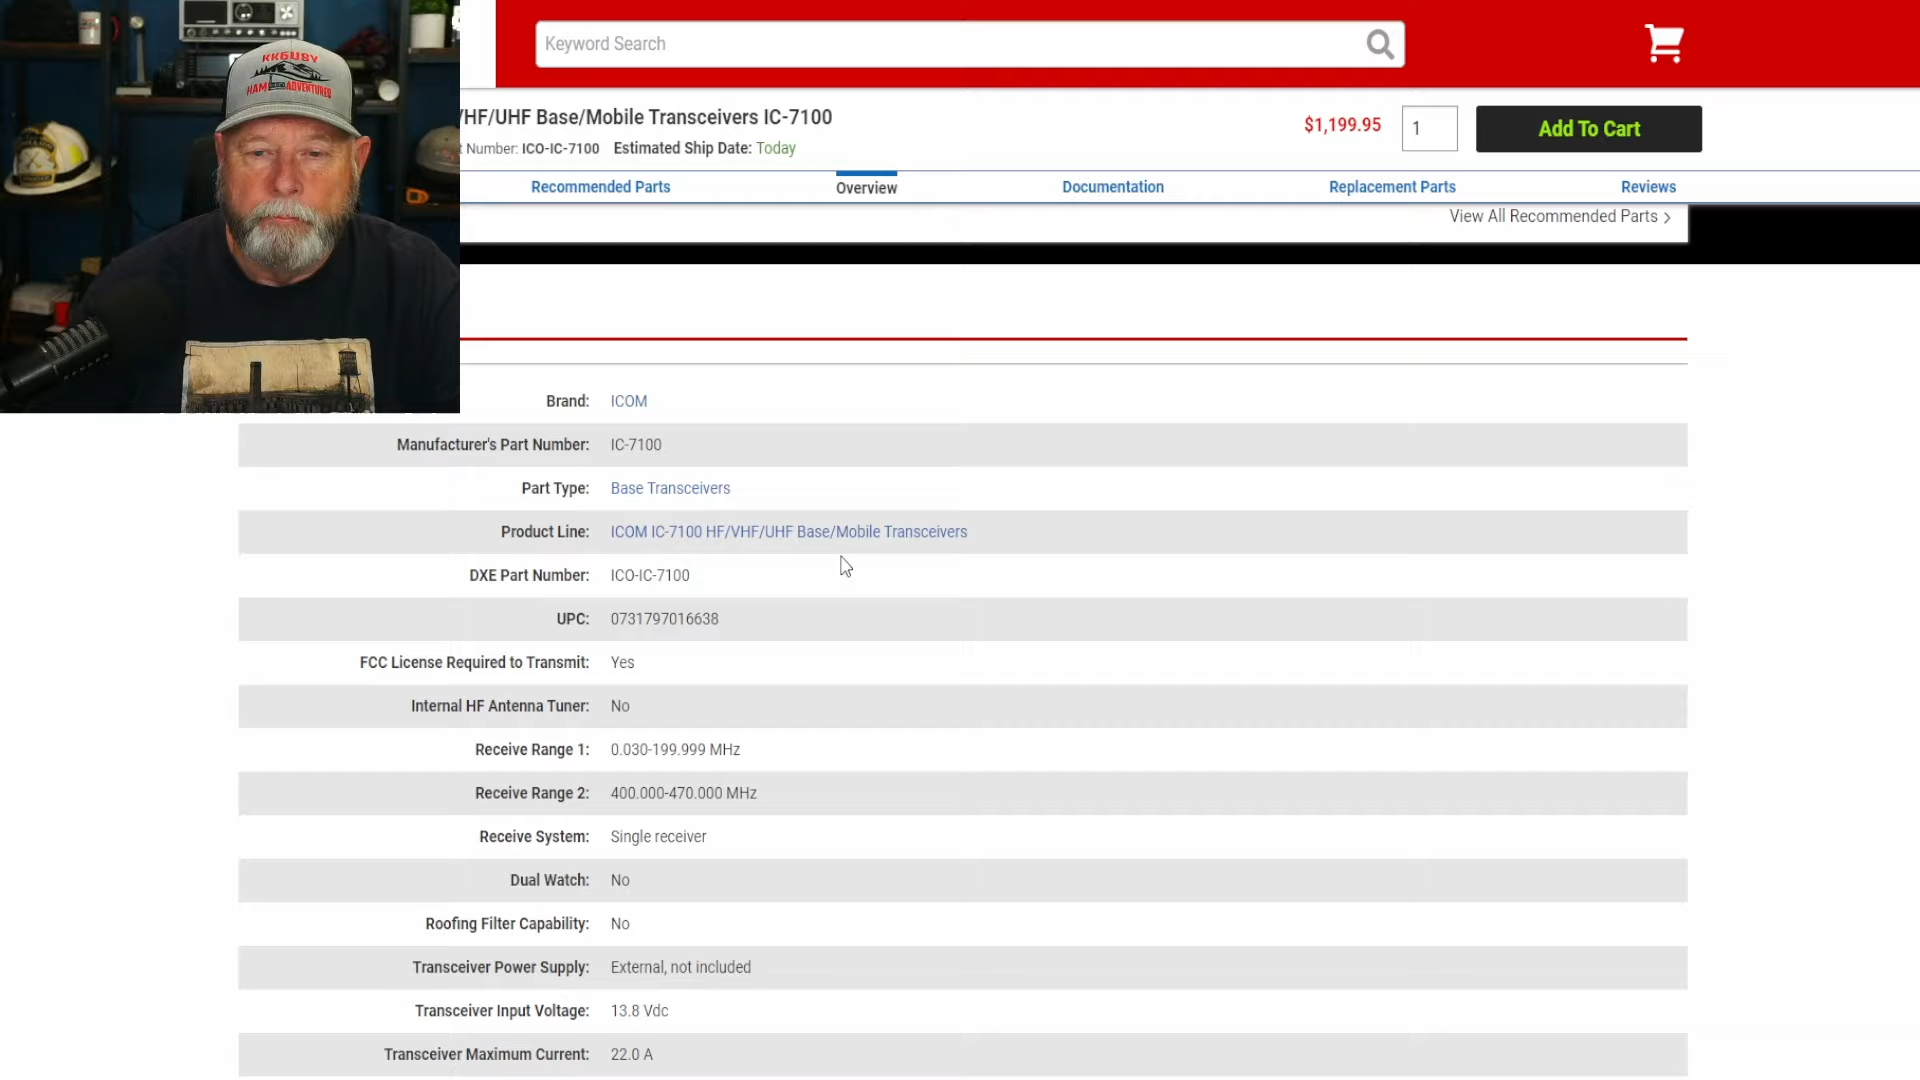 KK6USY
HAM ADVENTURES
Keyword Search
/HF/UHF Base/Mobile Transceivers IC-7100
$1,199.95
1
Add To Cart
Number: ICO-IC-7100 Estimated Ship Date: Today
Recommended Parts
Overview
Documentation
Replacement Parts
Reviews
View All Recommended Parts >
Brand: ICOM
Manufacturer's Part Number: IC-7100
Part Type: Base Transceivers
Product Line: ICOM IC-7100 HF/VHF/UHF Base/Mobile Transceivers
DXE Part Number: ICO-IC-7100
UPC: 0731797016638
FCC License Required to Transmit: Yes
Internal HF Antenna Tuner: No
Receive Range 1: 0.030-199.999 MHz
Receive Range 2: 400.000-470.000 MHz
Receive System: Single receiver
Dual Watch: No
Roofing Filter Capability: No
Transceiver Power Supply: External, not included
Transceiver Input Voltage: 13.8 Vdc
Transceiver Maximum Current: 22.0 A